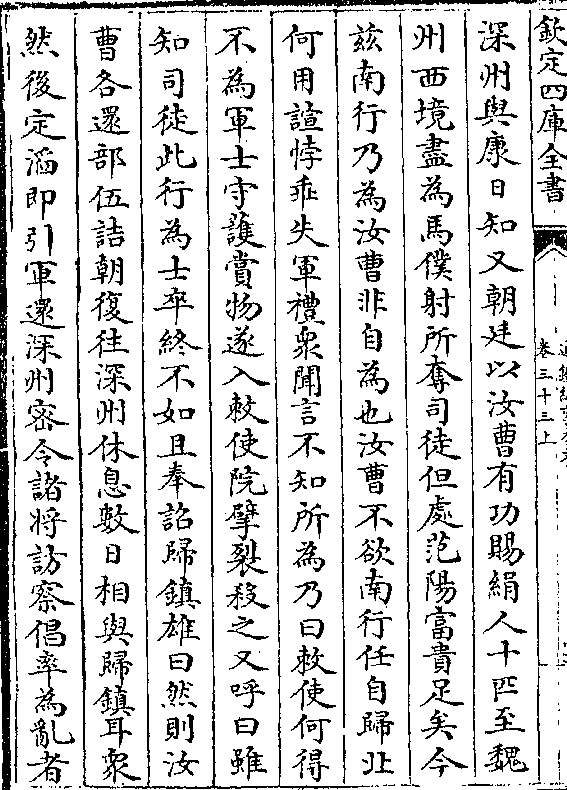 欽定四庫全書
卷三十三上
深州與康日知又朝廷以汝曹有功賜絹人十匹至魏
州西境盡為馬僕射所奪司徒但處范陽富貴足矣今
兹南行乃為汝曹非自為也汝曹不欲南行任自歸北
何用諠悖乖失軍禮衆聞言不知所為乃曰敕使何得
不為軍士守護賞物遂入敕使院擘裂殺之又呼曰雖
知司徒此行為士卒終不如且奉詔歸鎮雄曰然則汝
曹各還部伍詰朝復往深州休息數日相與歸鎮耳衆
然後定滔即引軍還深州密令諸將訪察倡率為亂者